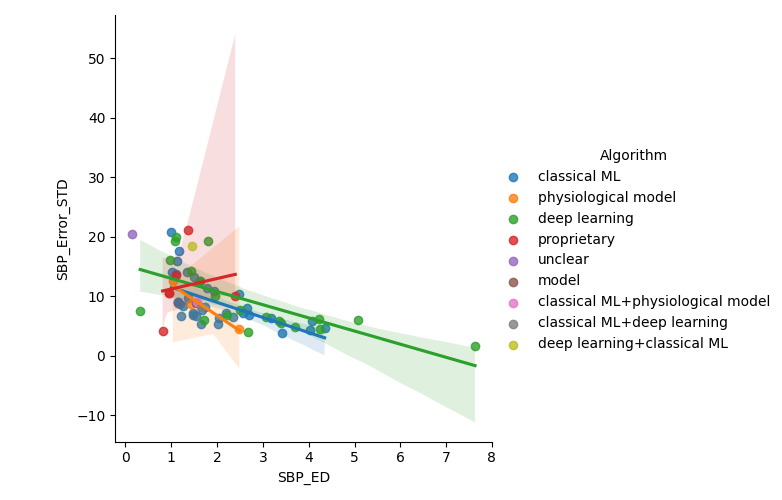 50
40
30
20
10
0
−10
SBP_Error_STD
0 1 2 3 4 5 6 7 8
SBP_ED
Algorithm
classical ML
physiological model
deep learning
proprietary
unclear
model
classical ML+physiological model
classical ML+deep learning
deep learning+classical ML